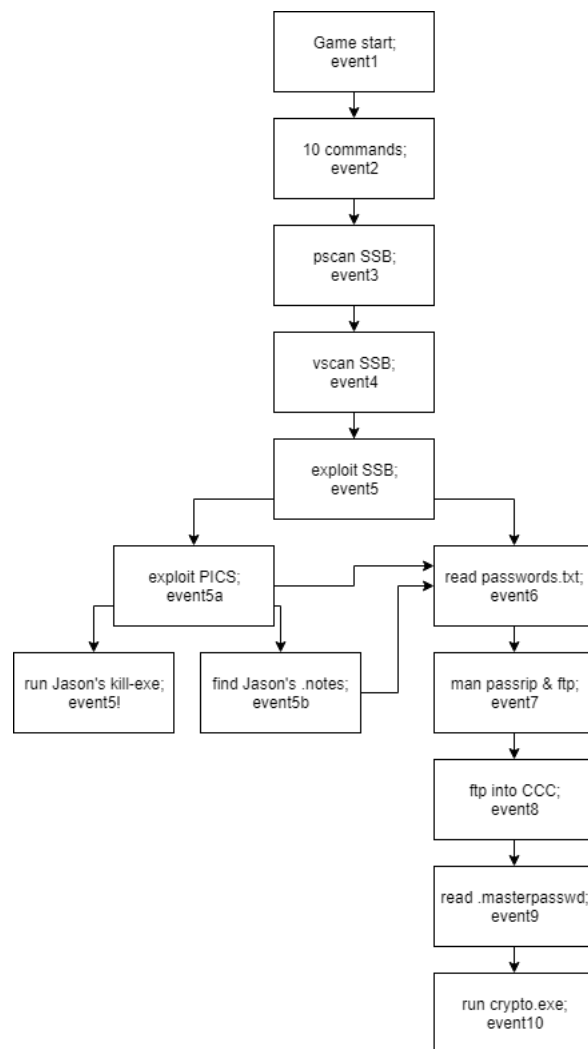 Game start;
event1
10 commands;
event2
pscan SSB;
event3
vscan SSB;
event4
exploit SSB;
event5
exploit PICS;
event5a
read passwords.txt;
event6
run Jason's kill-exe;
event5!
find Jason's .notes;
event5b
man passrip & ftp;
event7
ftp into CCC;
event8
read .masterpasswd;
event9
run crypto.exe;
event10